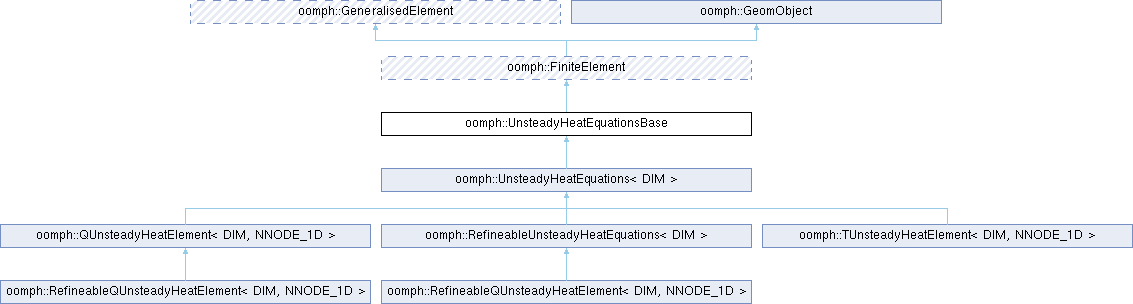 oomph::GeneralisedElement
oomph::GeomObject
oomph::FiniteElement
oomph::UnsteadyHeatEquationsBase
oomph::UnsteadyHeatEquations< DIM >
oomph::QUnsteadyHeatElement< DIM, NNODE_1D >
oomph::RefineableUnsteadyHeatEquations< DIM >
oomph::TUnsteadyHeatElement< DIM, NNODE_1D >
oomph::RefineableQUnsteadyHeatElement< DIM, NNODE_1D >
oomph::RefineableQUnsteadyHeatElement< DIM, NNODE_1D >